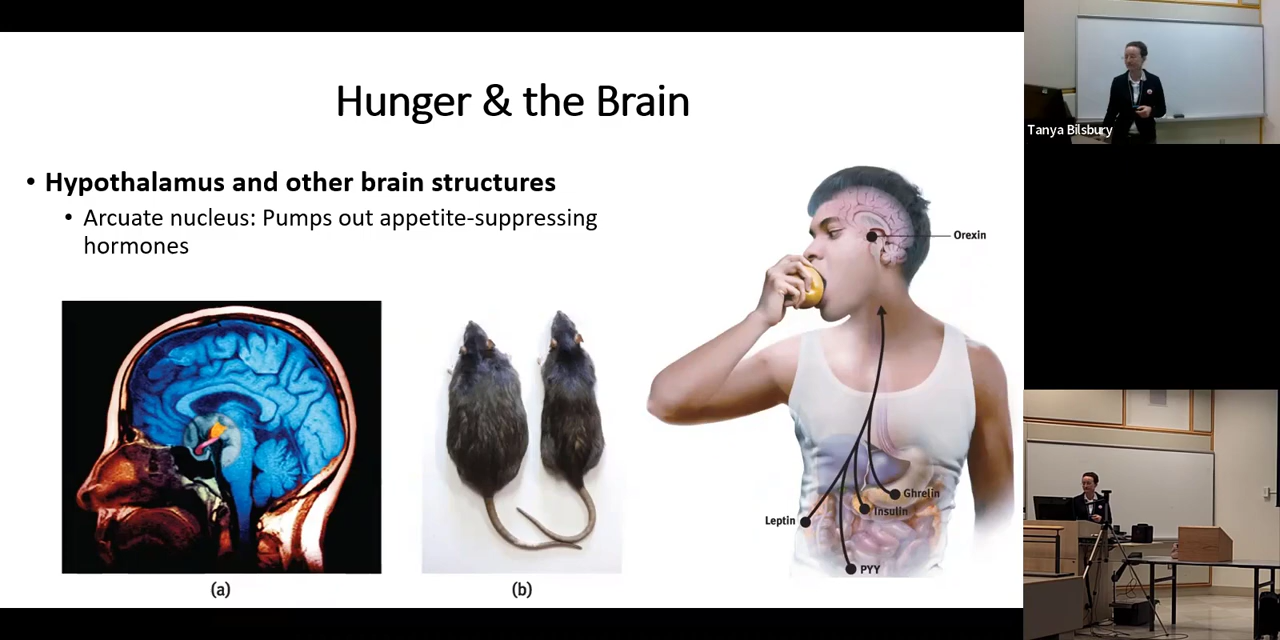 Hunger & the Brain
• Hypothalamus and other brain structures
• Arcuate nucleus: Pumps out appetite-suppressing
hormones
Orexin
Ghrelin
Insulin
Leptin
PYY
(a)
(b)
Tanya Bilsbury